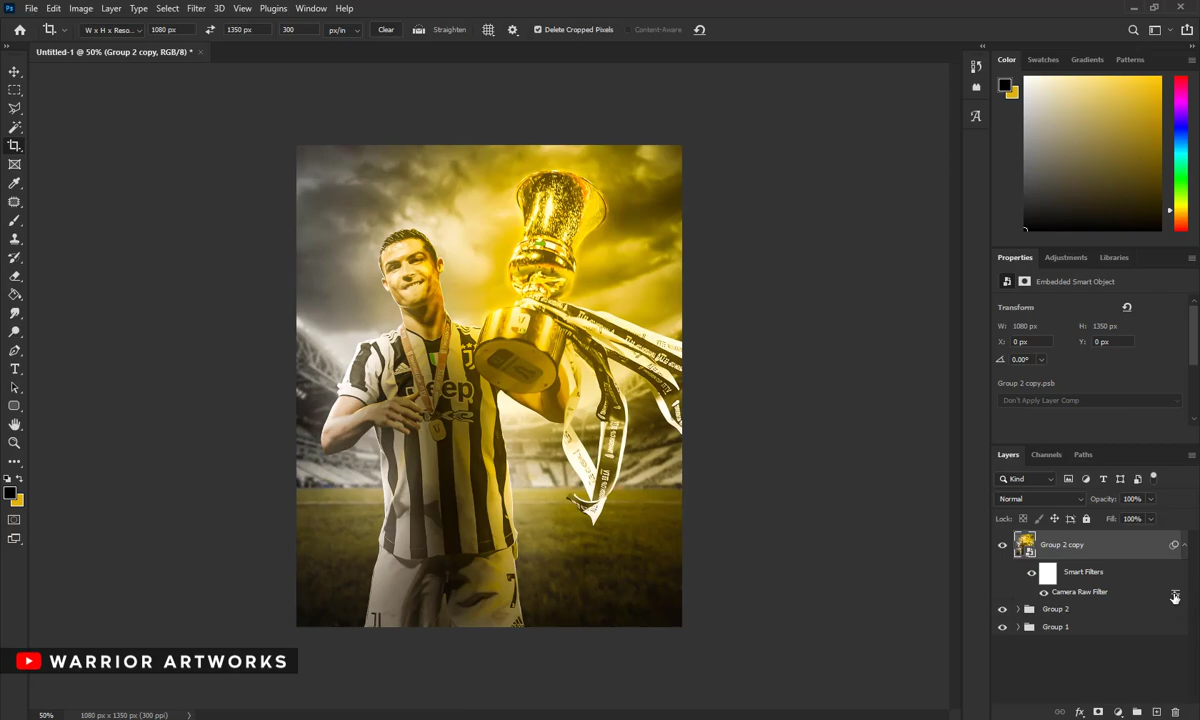 Ps File Edit Image Layer Type Select Filter 3D View Plugins Window Help
W x H x Reso... 1080 px 1350 px 300 px/in Clear Straighten Delete Cropped Pixels Content-Aware
Untitled-1 @ 50% (Group 2 copy, RGB/8) *
Color Swatches Gradients Patterns
Properties Adjustments Libraries
Embedded Smart Object
Transform
W: 1080 px H: 1350 px
X: 0 px Y: 0 px
0.00°
Group 2 copy.psb
Don't Apply Layer Comp
Jeep
Layers Channels Paths
Kind
Normal Opacity: 100%
Lock: Fill: 100%
Group 2 copy
Smart Filters
Camera Raw Filter
Group 2
Group 1
WARRIOR ARTWORKS
50% 1080 px x 1350 px (300 ppi)